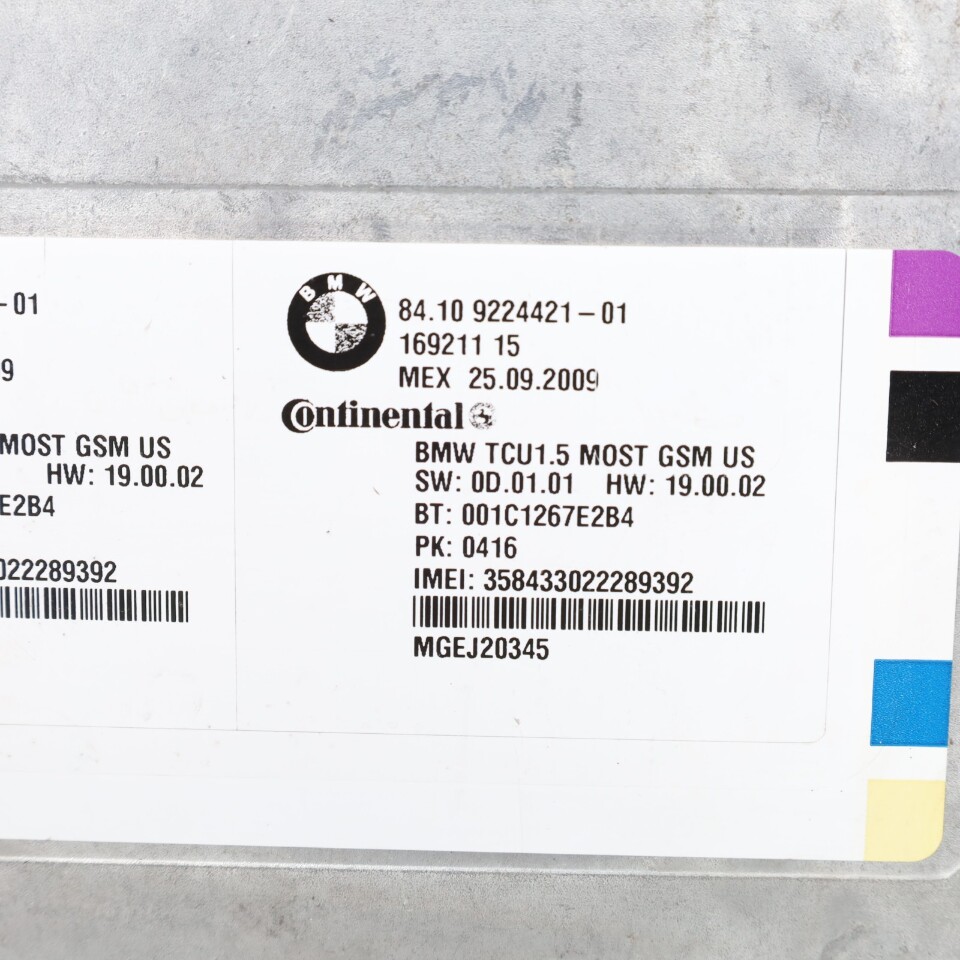 -01
9
MOST GSM US
HW: 19.00.02
E2B4
022289392
BMW
84.10 9224421-01
169211 15
MEX 25.09.2009
Continental
BMW TCU1.5 MOST GSM US
SW: 0D.01.01 HW: 19.00.02
BT: 001C1267E2B4
PK: 0416
IMEI: 358433022289392
MGEJ20345